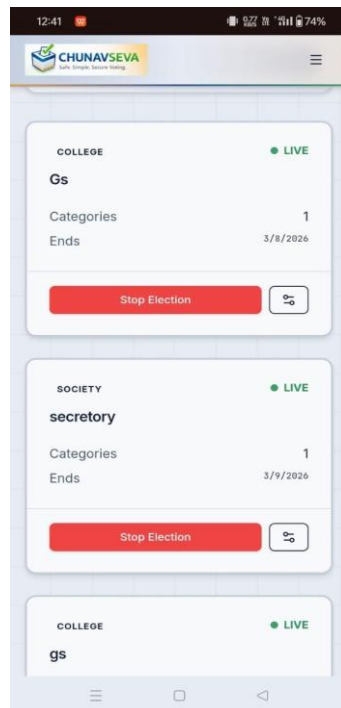 12:41
74%
CHUNAVSEVA
Safe. Simple. Secure Voting.
COLLEGE
LIVE
Gs
Categories 1
Ends 3/8/2026
Stop Election
SOCIETY
LIVE
secretory
Categories 1
Ends 3/9/2026
Stop Election
COLLEGE
LIVE
gs